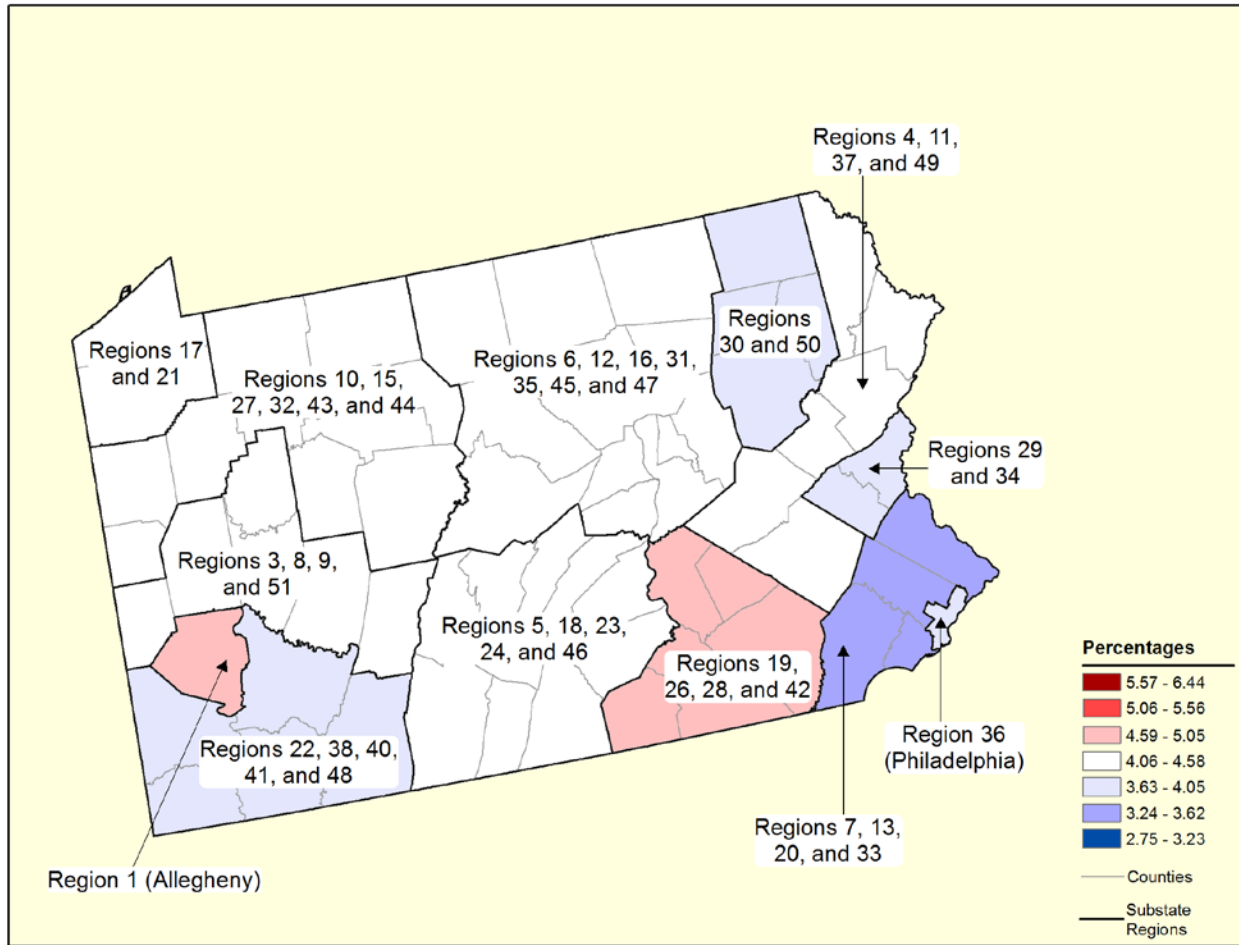 Regions 4, 11,
37, and 49
Regions
30 and 50
Regions 17
and 21
Regions 10, 15,
27, 32, 43, and 44
Regions 6, 12, 16, 31,
35, 45, and 47
Regions 29
and 34
Regions 3, 8, 9,
and 51
Regions 5, 18, 23,
24, and 46
Regions 19,
26, 28, and 42
Regions 22, 38, 40,
41, and 48
Region 36
(Philadelphia)
Regions 7, 13,
20, and 33
Region 1 (Allegheny)
Percentages
5.57 - 6.44
5.06 - 5.56
4.59 - 5.05
4.06 - 4.58
3.63 - 4.05
3.24 - 3.62
2.75 - 3.23
Counties
Substate
Regions